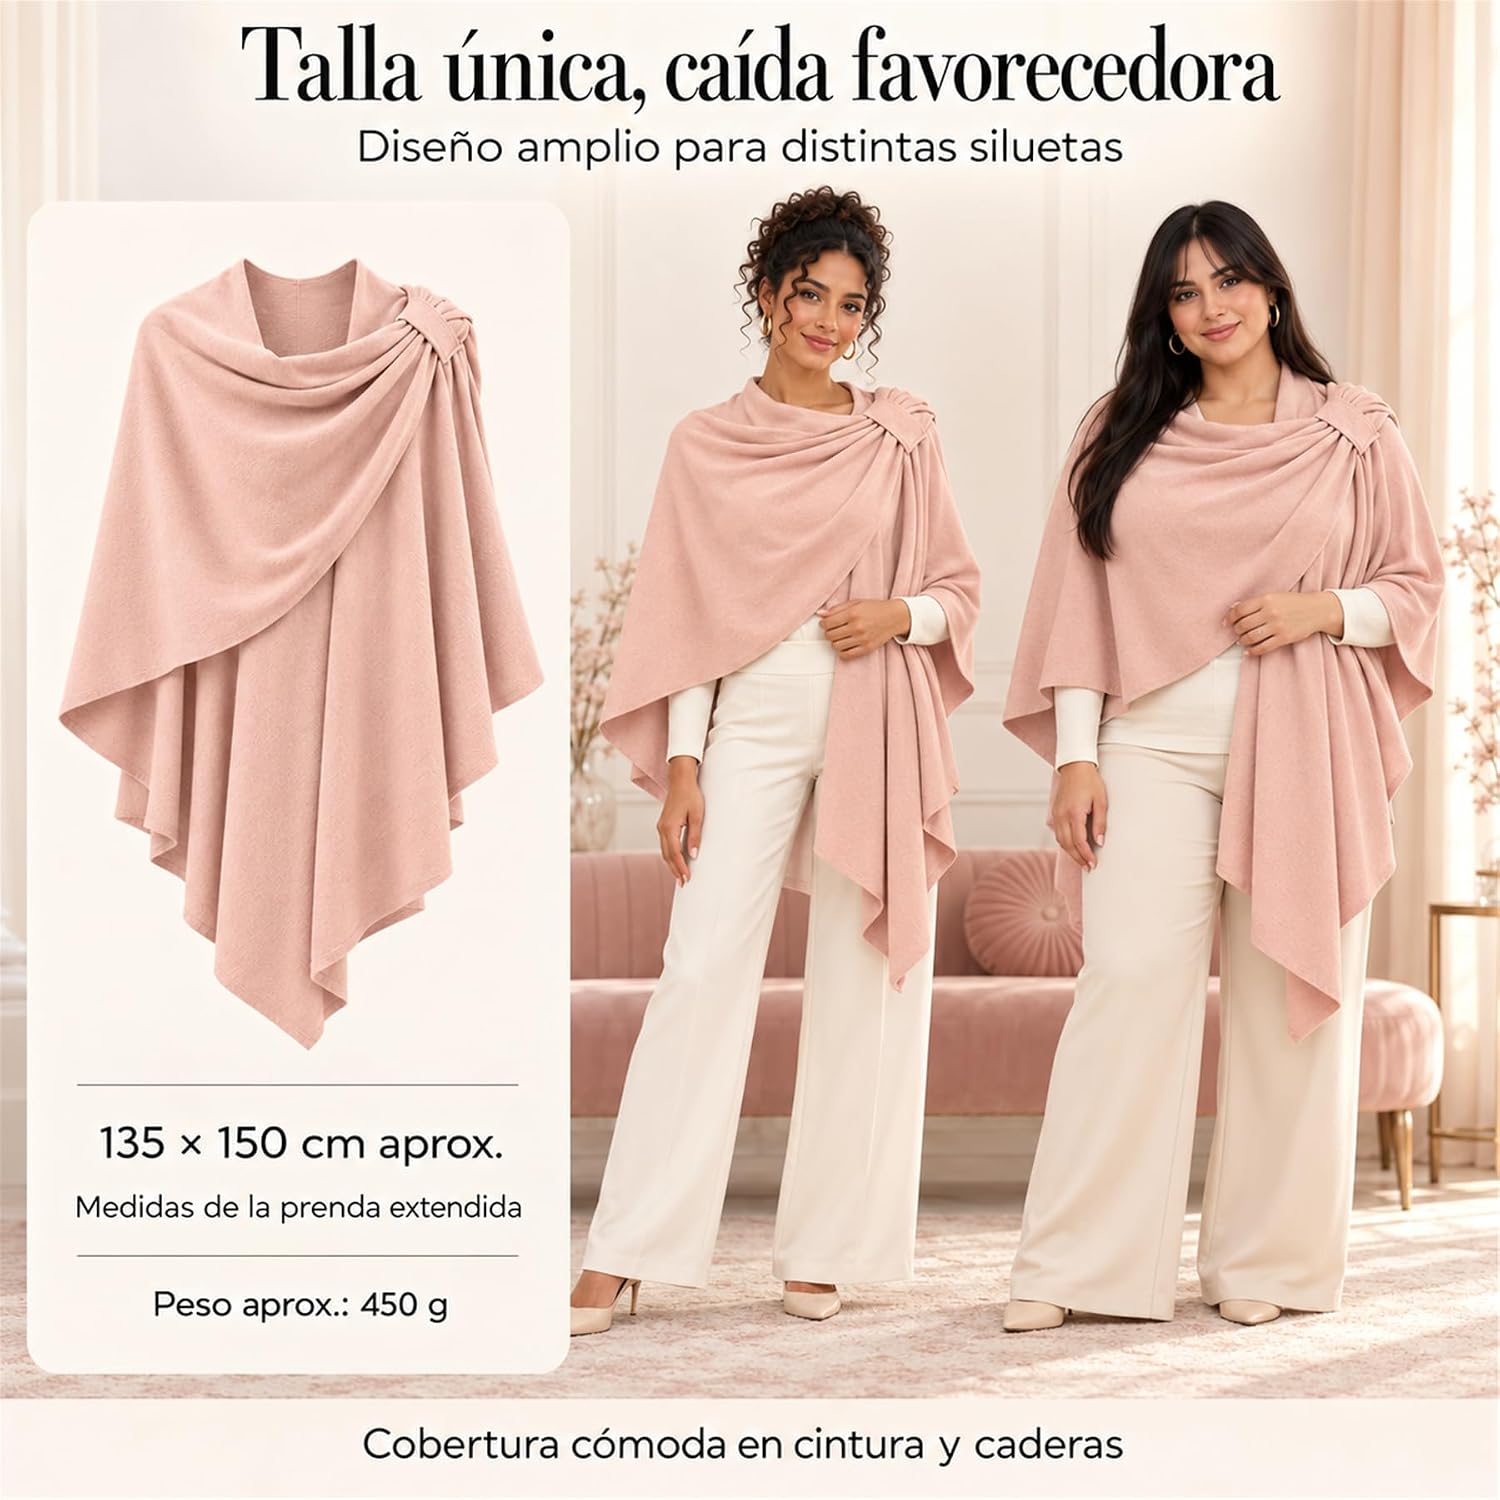 Talla única, caída favorecedora
Diseño amplio para distintas siluetas
135 × 150 cm aprox.
Medidas de la prenda extendida
Peso aprox.: 450 g
Cobertura cómoda en cintura y caderas